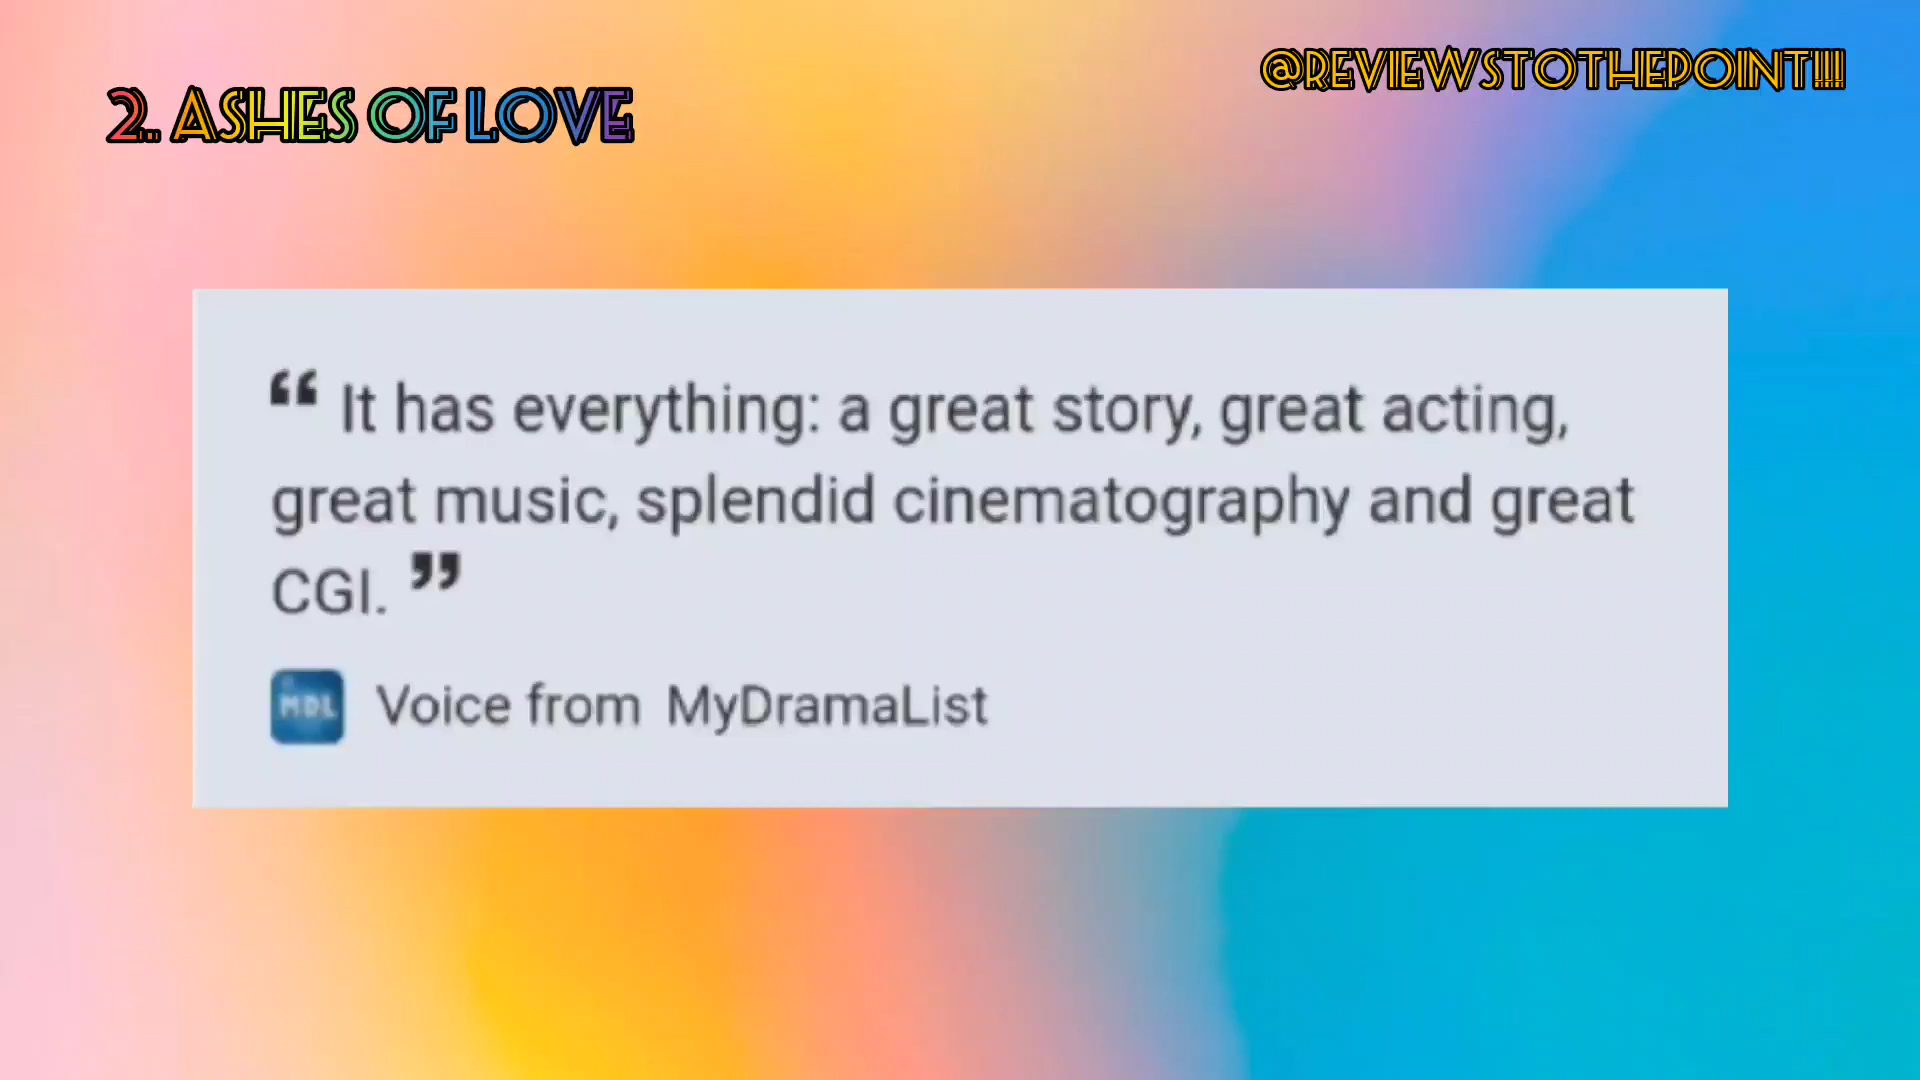 @REVIEWSTOTHEPOINT!!!
2. ASHES OF LOVE
“ It has everything: a great story, great acting,
great music, splendid cinematography and great
CGI. ”
MDL Voice from MyDramaList